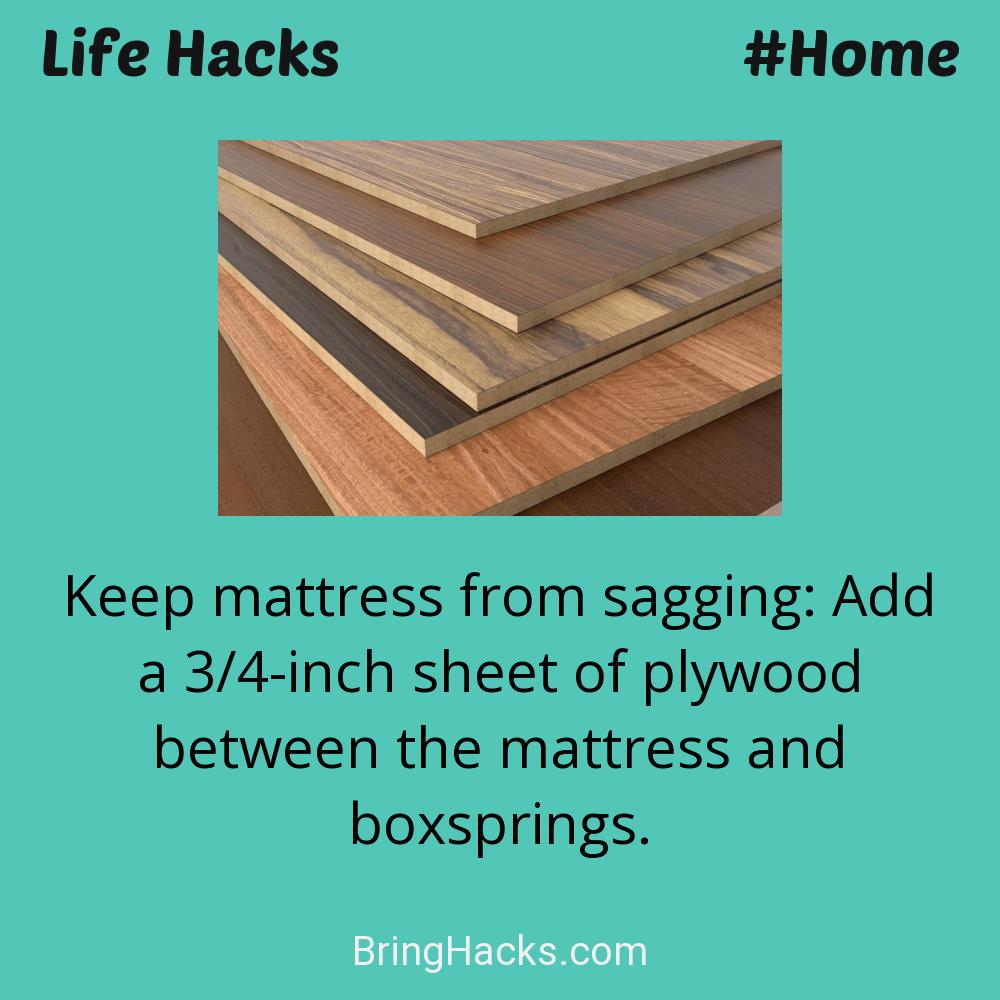 Life Hacks
#Home
Keep mattress from sagging: Add
a 3/4-inch sheet of plywood
between the mattress and
boxsprings.
BringHacks.com